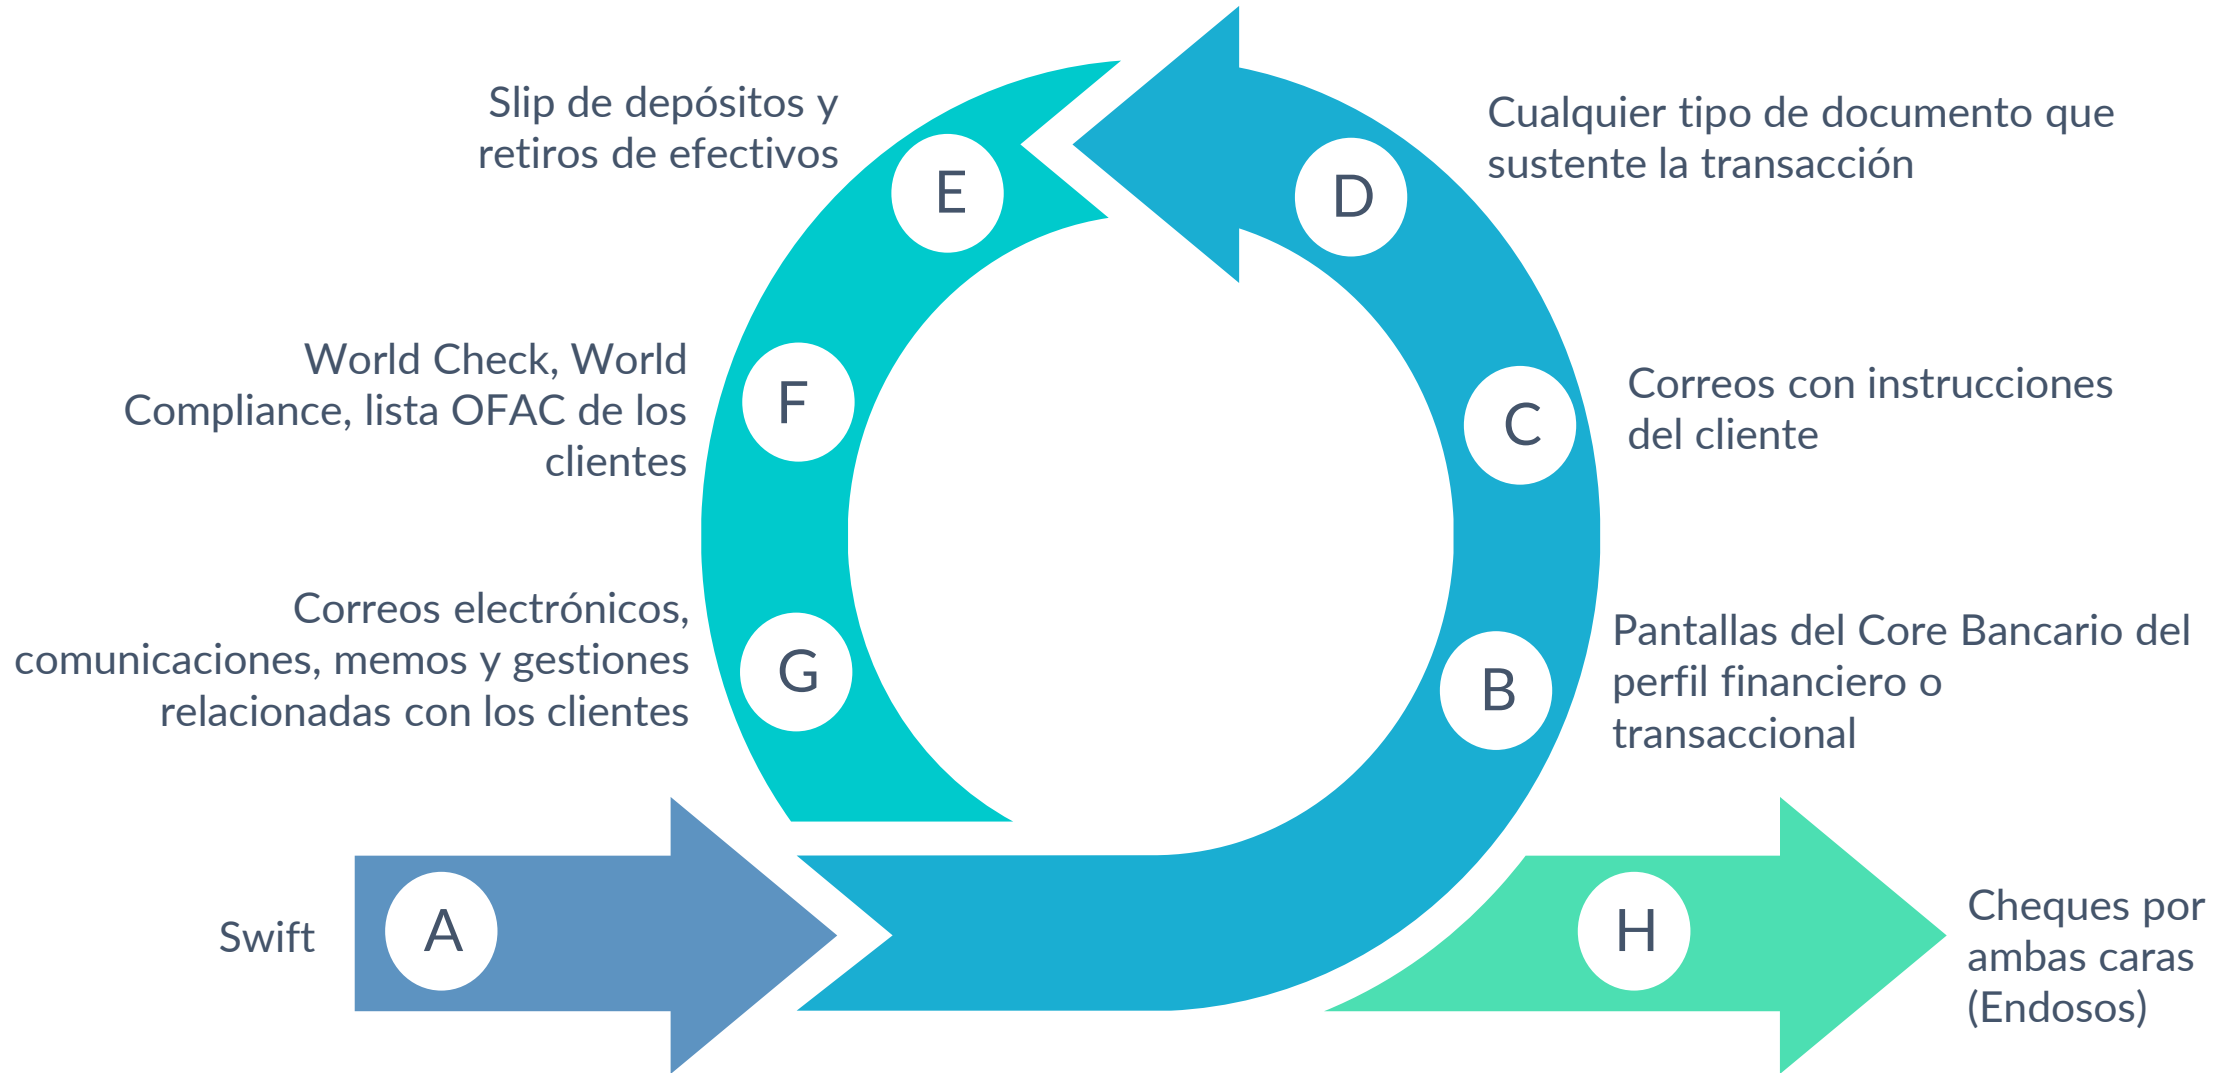 Slip de depósitos y
retiros de efectivos
E
D
Cualquier tipo de documento que
sustente la transacción
World Check, World
Compliance, lista OFAC de los
clientes
F
C
Correos con instrucciones
del cliente
Correos electrónicos,
comunicaciones, memos y gestiones
relacionadas con los clientes
G
B
Pantallas del Core Bancario del
perfil financiero o
transaccional
Swift
A
H
Cheques por
ambas caras
(Endosos)